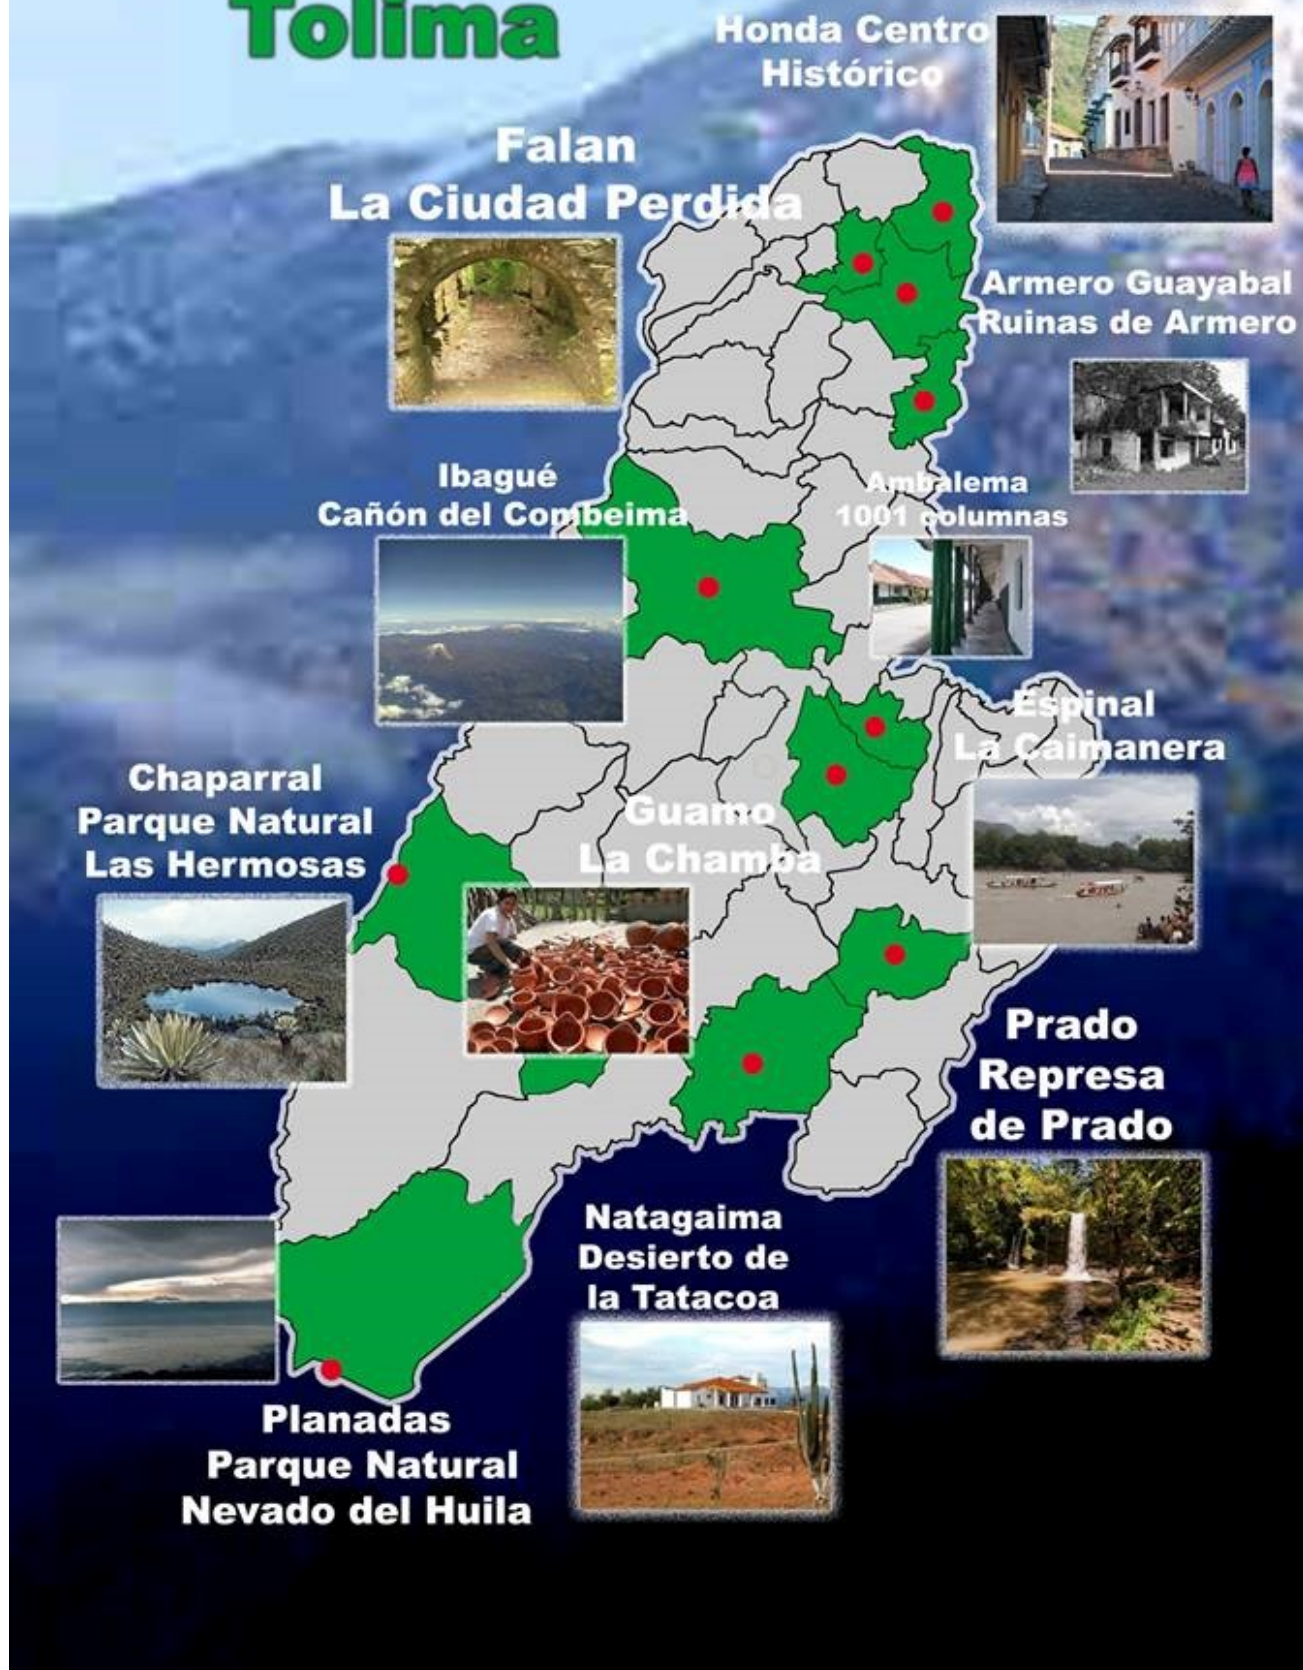 Tolima
Honda Centro
Histórico
Falan
La Ciudad Perdida
Armero Guayabal
Ruinas de Armero
Ibagué
Cañón del Combeima
Ambalema
1001 columnas
Espinal
La Caimanera
Chaparral
Parque Natural
Las Hermosas
Guamo
La Chamba
Prado
Represa
de Prado
Natagaima
Desierto de
la Tatacoa
Planadas
Parque Natural
Nevado del Huila